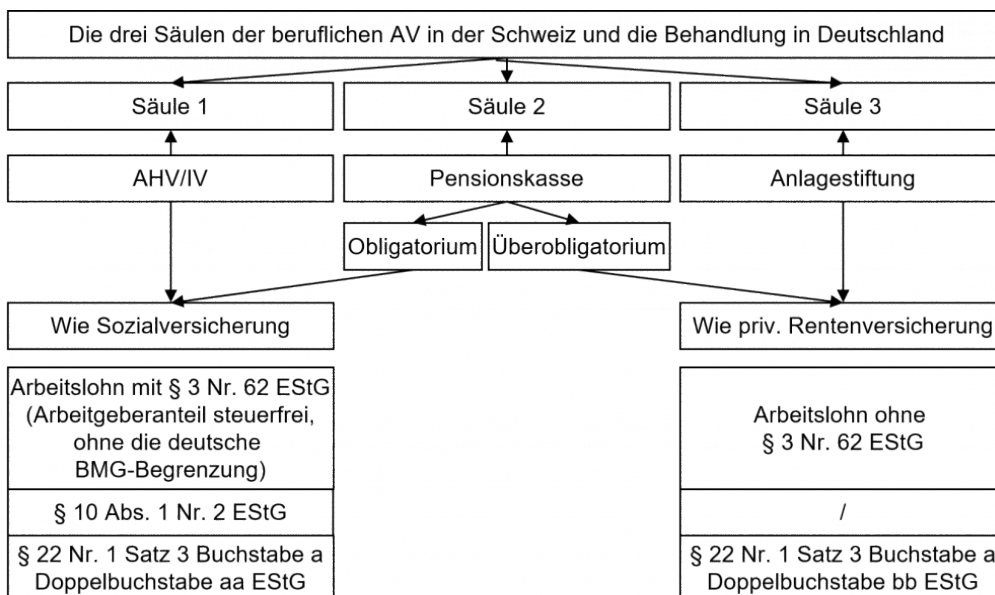 Die drei Säulen der beruflichen AV in der Schweiz und die Behandlung in Deutschland
Säule 1
Säule 2
Säule 3
AHV/IV
Pensionskasse
Anlagestiftung
Obligatorium
Überobligatorium
Wie Sozialversicherung
Wie priv. Rentenversicherung
Arbeitslohn mit § 3 Nr. 62 EStG
(Arbeitgeberanteil steuerfrei,
ohne die deutsche
BMG-Begrenzung)
Arbeitslohn ohne
§ 3 Nr. 62 EStG
§ 10 Abs. 1 Nr. 2 EStG
/
§ 22 Nr. 1 Satz 3 Buchstabe a
Doppelbuchstabe aa EStG
§ 22 Nr. 1 Satz 3 Buchstabe a
Doppelbuchstabe bb EStG